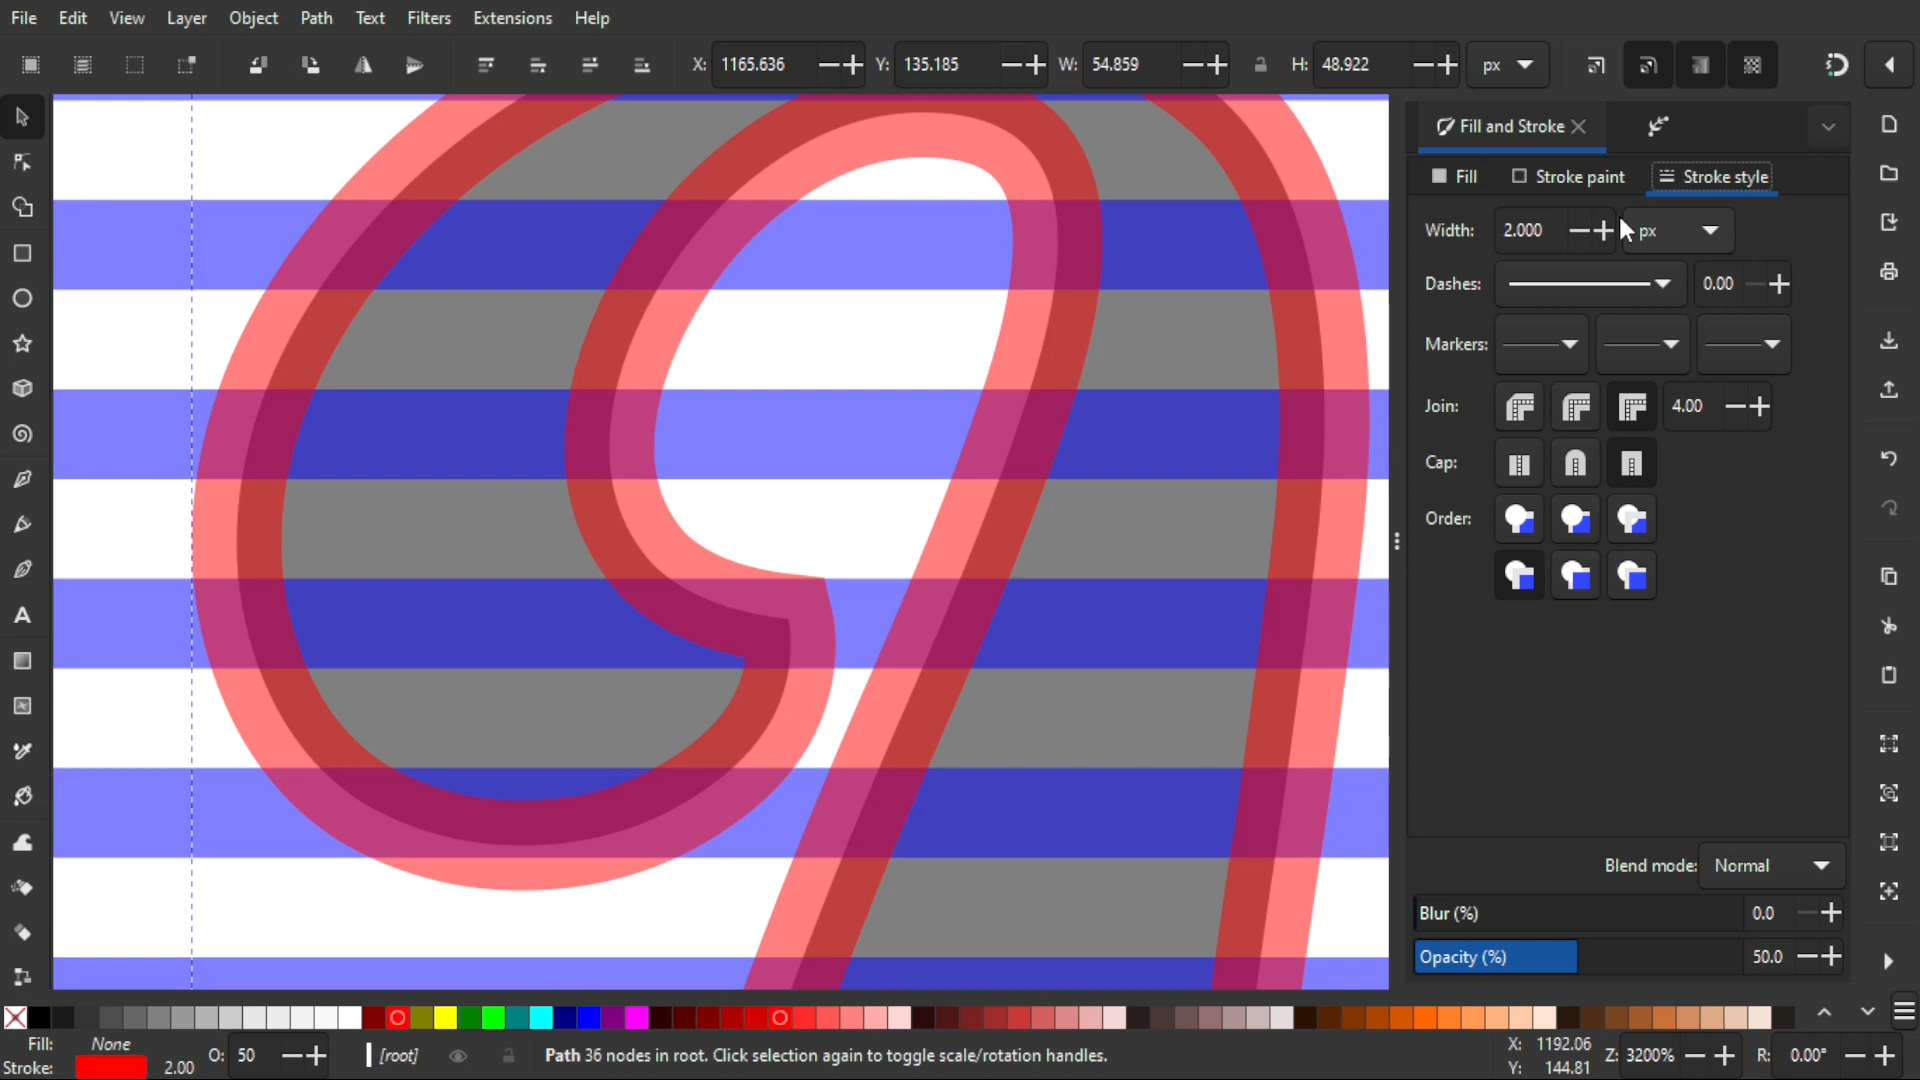 File Edit View Layer Object Path Text Filters Extensions Help
X: 1165.636 Y: 135.185 W: 54.859 H: 48.922 px
Fill and Stroke
Fill Stroke paint Stroke style
Width: 2.000 px
Dashes: 0.00
Markers:
Join: 4.00
Cap:
Order:
Blend mode: Normal
Blur (%) 0.0
Opacity (%) 50.0
Fill: None
Stroke: 2.00
O: 50
[root]
Path 36 nodes in root. Click selection again to toggle scale/rotation handles.
X: 1192.06
Y: 144.81
Z: 3200%
R: 0.00°